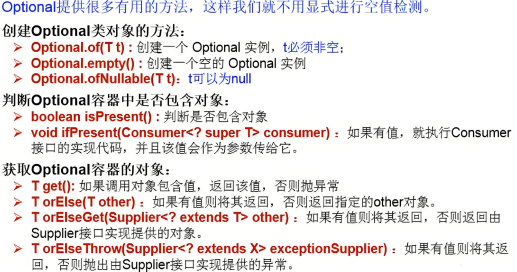 Optional提供很多有用的方法，这样我们就不用显式进行空值检测。
创建Optional类对象的方法：
➢ Optional.of(T t) : 创建一个 Optional 实例，t必须非空；
➢ Optional.empty() : 创建一个空的 Optional 实例
➢ Optional.ofNullable(T t)：t可以为null
判断Optional容器中是否包含对象：
➢ boolean isPresent() : 判断是否包含对象
➢ void ifPresent(Consumer<? super T> consumer) ：如果有值，就执行Consumer
接口的实现代码，并且该值会作为参数传给它。
获取Optional容器的对象：
➢ T get(): 如果调用对象包含值，返回该值，否则抛异常
➢ T orElse(T other) ：如果有值则将其返回，否则返回指定的other对象。
➢ T orElseGet(Supplier<? extends T> other) ：如果有值则将其返回，否则返回由
Supplier接口实现提供的对象。
➢ T orElseThrow(Supplier<? extends X> exceptionSupplier) ：如果有值则将其返
回，否则抛出由Supplier接口实现提供的异常。